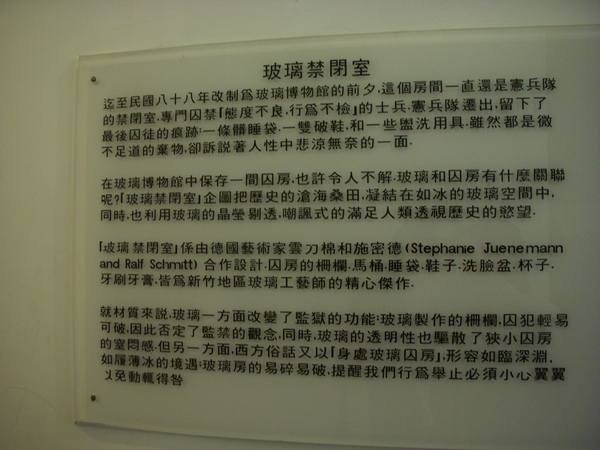 玻璃禁閉室
迄至民國八十八年改制爲玻璃博物館的前夕,這個房間一直還是憲兵隊
的禁閉室.專門囚禁「態度不良,行爲不檢」的士兵.憲兵隊遷出,留下了
最後囚徒的痕跡:一條髒睡袋.一雙破鞋,和一些盥洗用具.雖然都是微
不足道的棄物,卻訴說著人性中悲涼無奈的一面.
在玻璃博物館中保存一間囚房,也許令人不解.玻璃和囚房有什麼關聯
呢?「玻璃禁閉室」企圖把歷史的滄海桑田,凝結在如冰的玻璃空間中,
同時,也利用玻璃的晶瑩剔透,嘲諷式的滿足人類透視歷史的慾望.
「玻璃禁閉室」係由德國藝術家雲刀棉和施密德(Stephanie Juenemann
and Ralf Schmitt)合作設計.囚房的柵欄.馬桶.睡袋.鞋子.洗臉盆.杯子.
牙刷牙膏,皆爲新竹地區玻璃工藝師的精心傑作.
就材質來說,玻璃一方面改變了監獄的功能:玻璃製作的柵欄,囚犯輕易
可破,因此否定了監禁的觀念,同時,玻璃的透明性也驅散了狹小囚房
的室悶感.但另一方面,西方俗話又以「身處玻璃囚房」,形容如臨深淵,
如履薄冰的境遇:玻璃房的易碎易破,提醒我們行爲舉止必須小心翼翼
以免動輒得咎